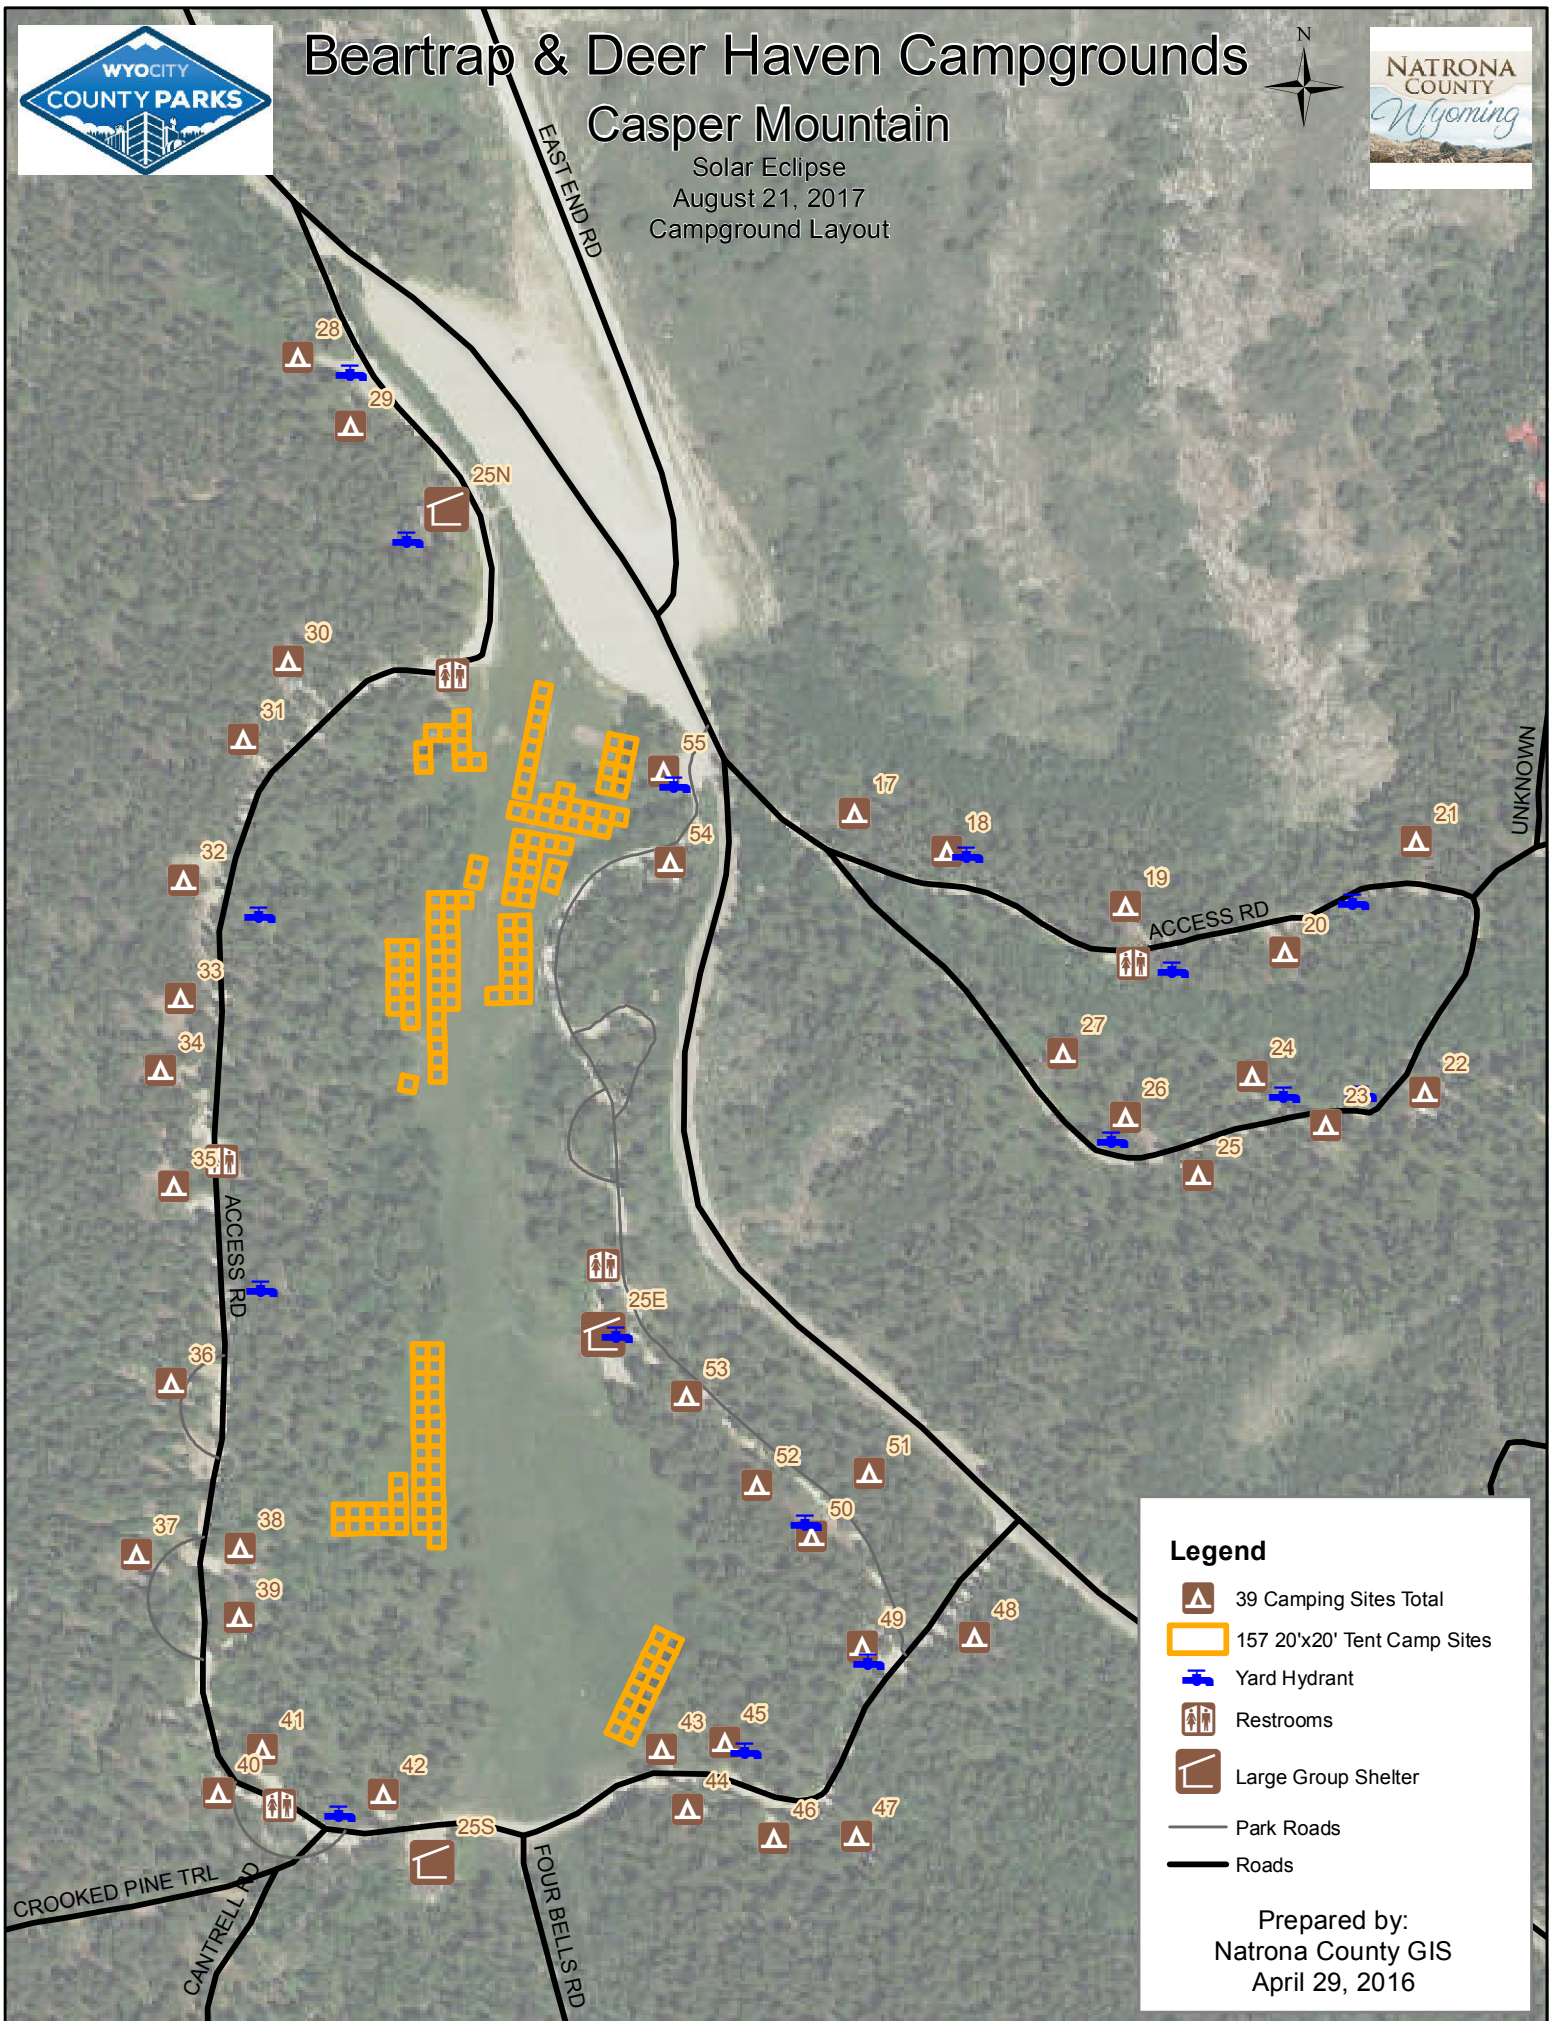 WYOCITY
COUNTY PARKS
Beartrap & Deer Haven Campgrounds
Casper Mountain
Solar Eclipse
August 21, 2017
Campground Layout
N
NATRONA
COUNTY
Wyoming
EAST END RD
28
29
25N
30
31
55
17
18
54
32
19
21
UNKNOWN
ACCESS RD
20
33
34
27
24
22
26
23
25
35
ACCESS RD
25E
36
53
52
51
50
37
38
39
49
48
41
40
42
43
45
44
46
47
25S
CROOKED PINE TRL
CANTRELL RD
FOUR BELLS RD
Legend
39 Camping Sites Total
157 20'x20' Tent Camp Sites
Yard Hydrant
Restrooms
Large Group Shelter
Park Roads
Roads
Prepared by:
Natrona County GIS
April 29, 2016